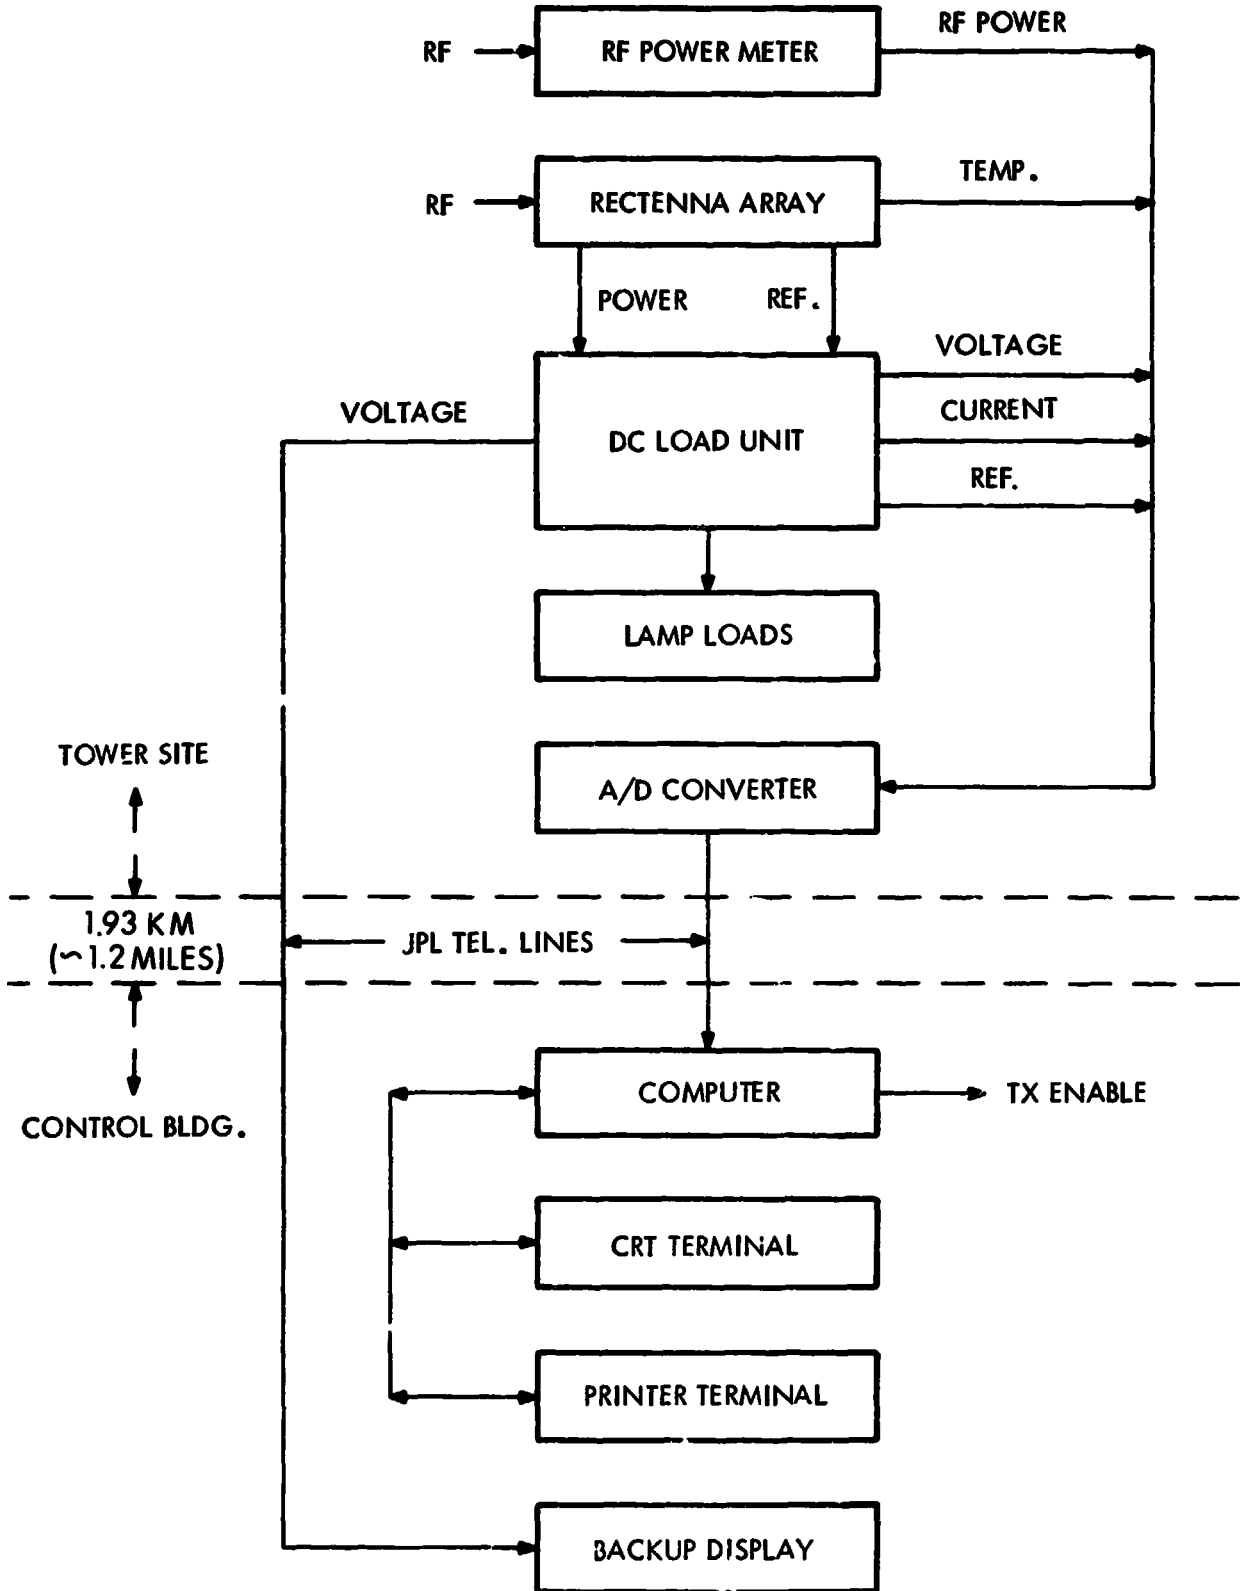 RF POWER
RF
RF POWER METER
TEMP.
RF
RECTENNA ARRAY
POWER
REF.
VOLTAGE
VOLTAGE
CURRENT
DC LOAD UNIT
REF.
LAMP LOADS
TOWER SITE
A/D CONVERTER
1.93 KM
(~1.2 MILES)
JPL TEL. LINES
COMPUTER
TX ENABLE
CONTROL BLDG.
CRT TERMINAL
PRINTER TERMINAL
BACKUP DISPLAY